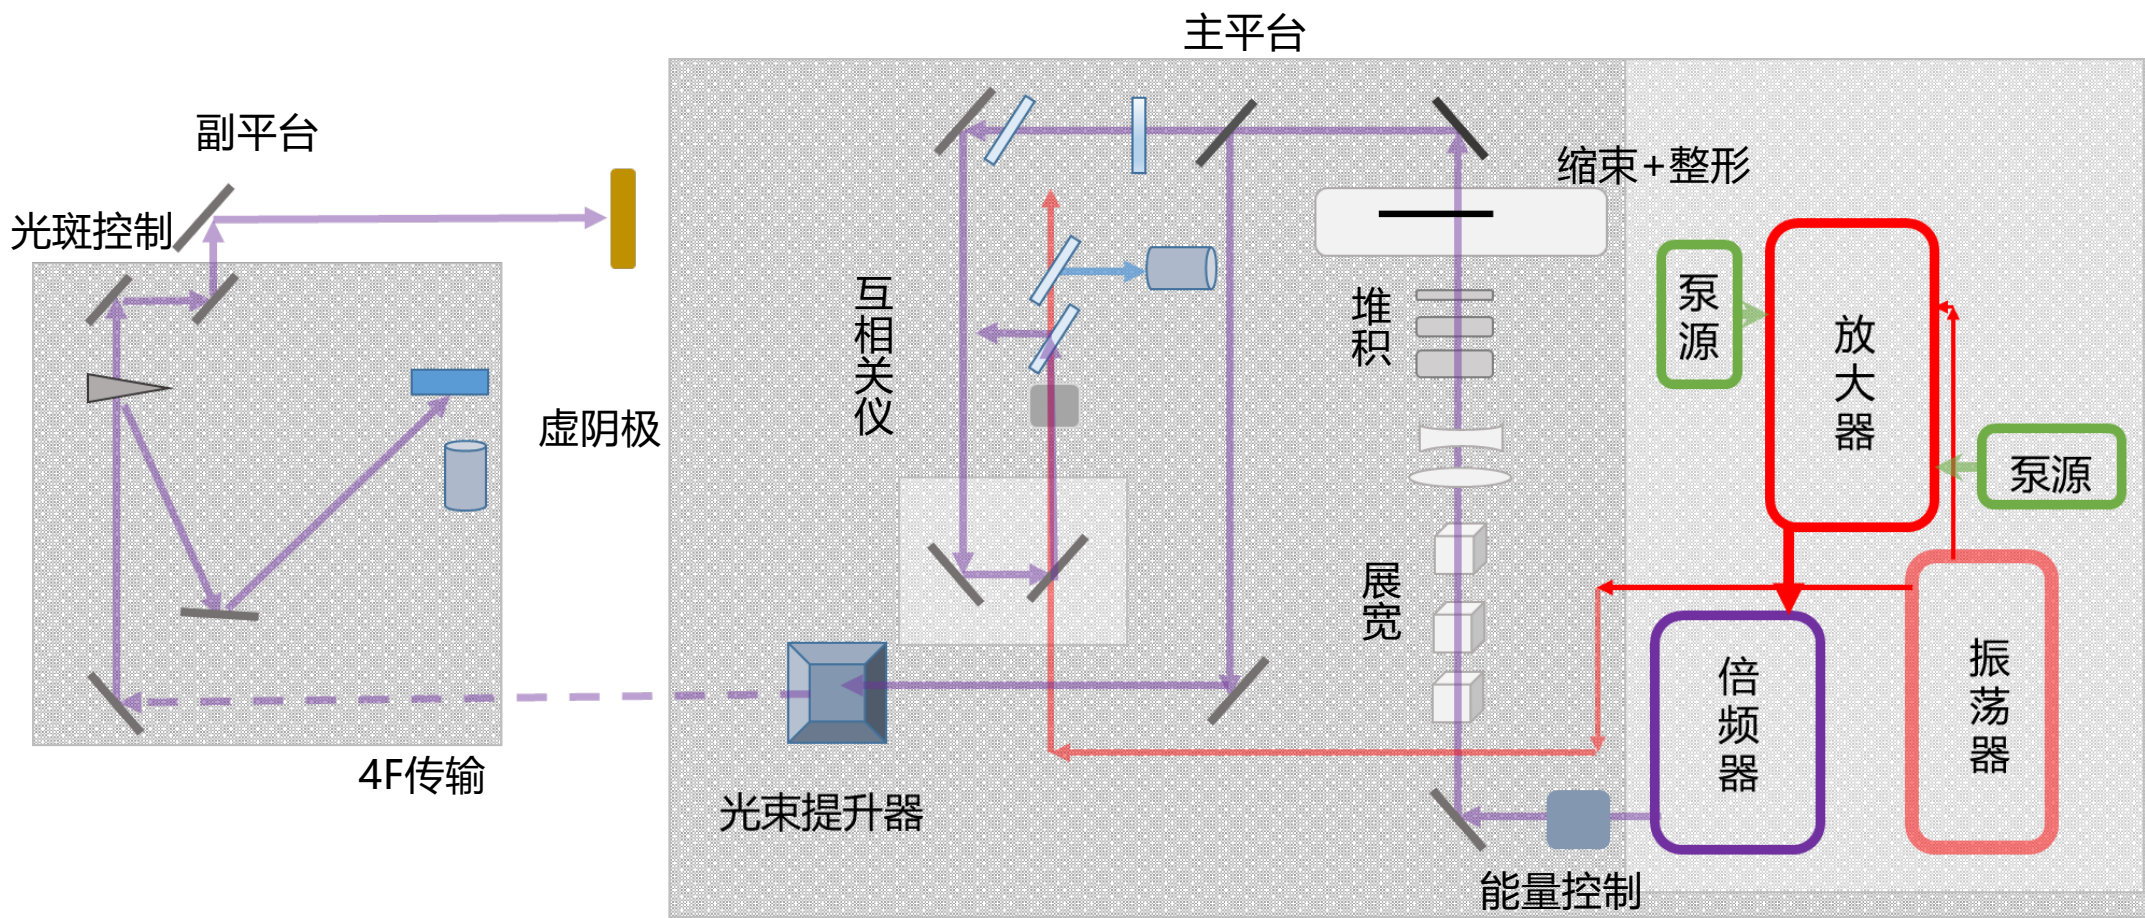 主平台
副平台
光斑控制
缩束+整形
互相关仪
堆积
泵源
放大器
虚阴极
泵源
展宽
倍频器
振荡器
4F传输
光束提升器
能量控制